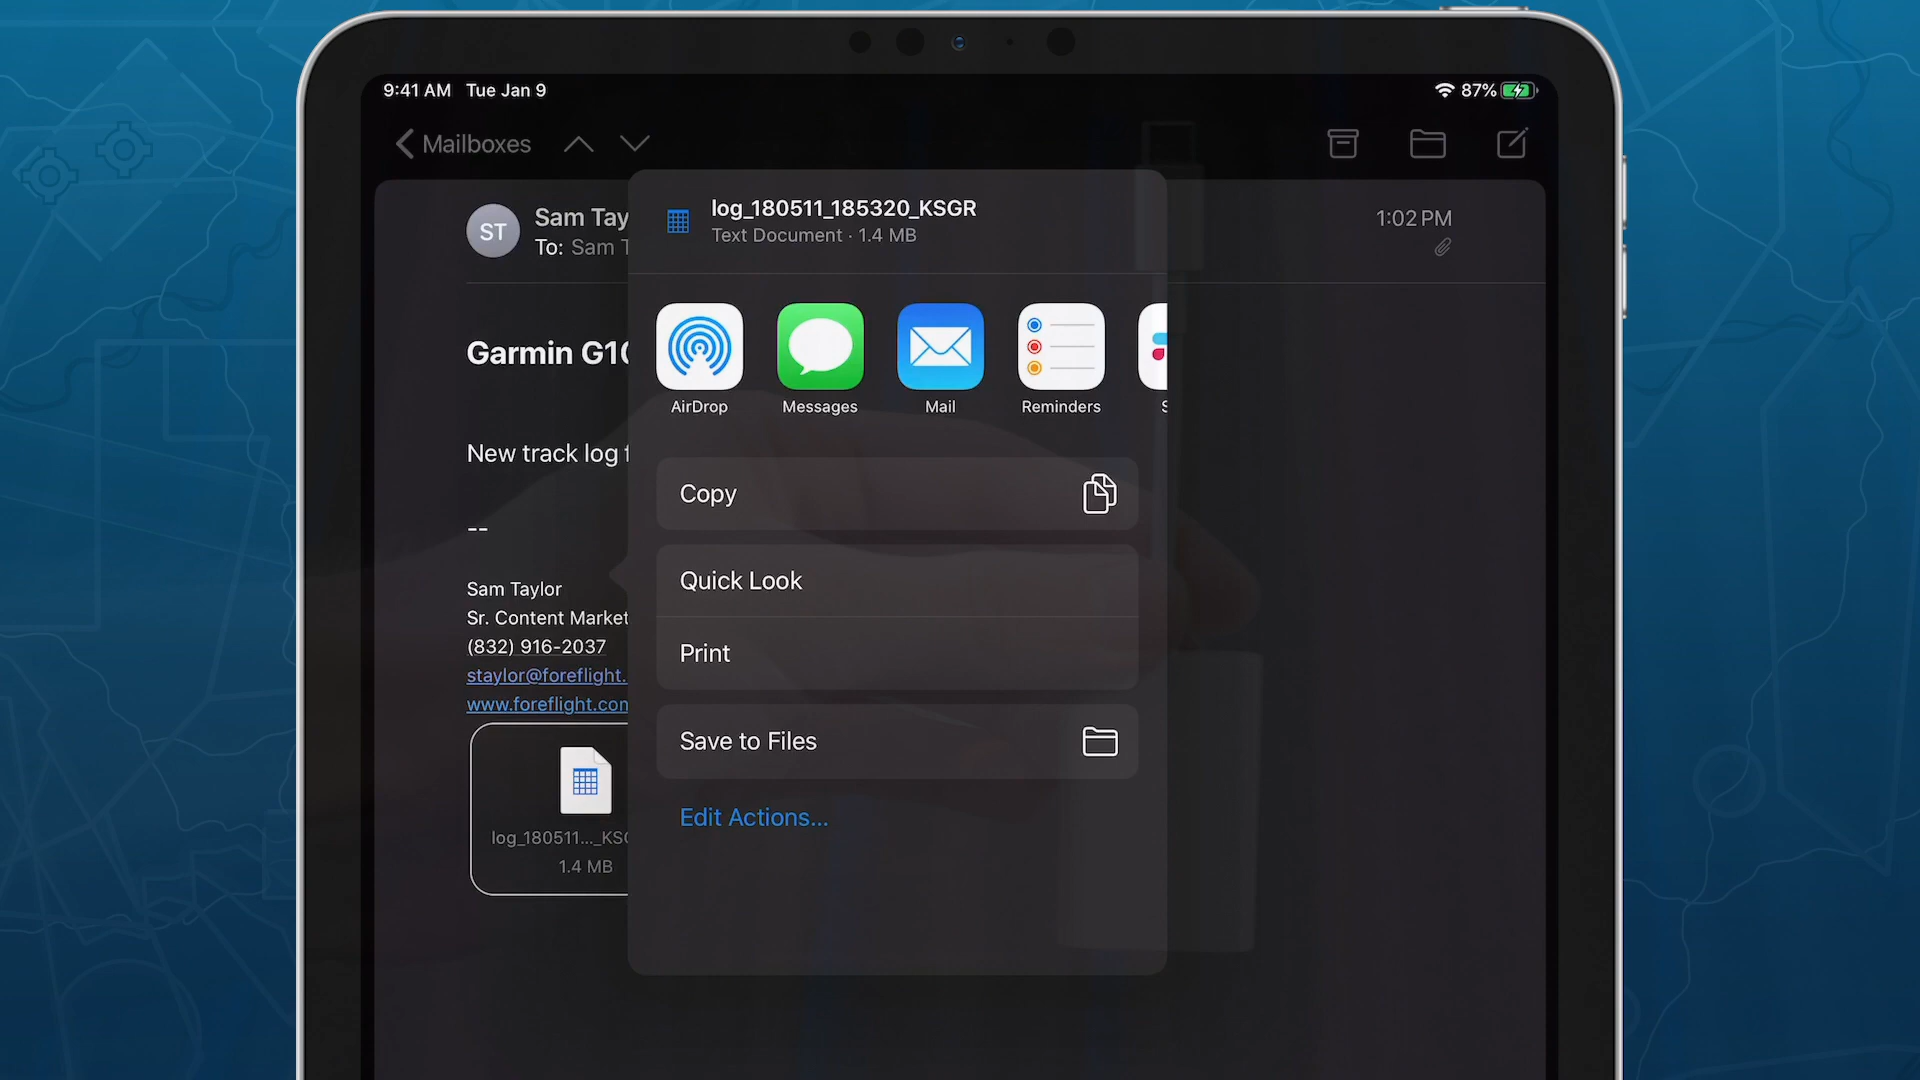 9:41 AM Tue Jan 9
87%
Mailboxes
ST
Sam Tay
To: Sam T
1:02 PM
log_180511_185320_KSGR
Text Document · 1.4 MB
AirDrop
Messages
Mail
Reminders
S
Garmin G10
New track log f
--
Sam Taylor
Sr. Content Market
(832) 916-2037
staylor@foreflight.
www.foreflight.com
log_180511..._KSG
1.4 MB
Copy
Quick Look
Print
Save to Files
Edit Actions...